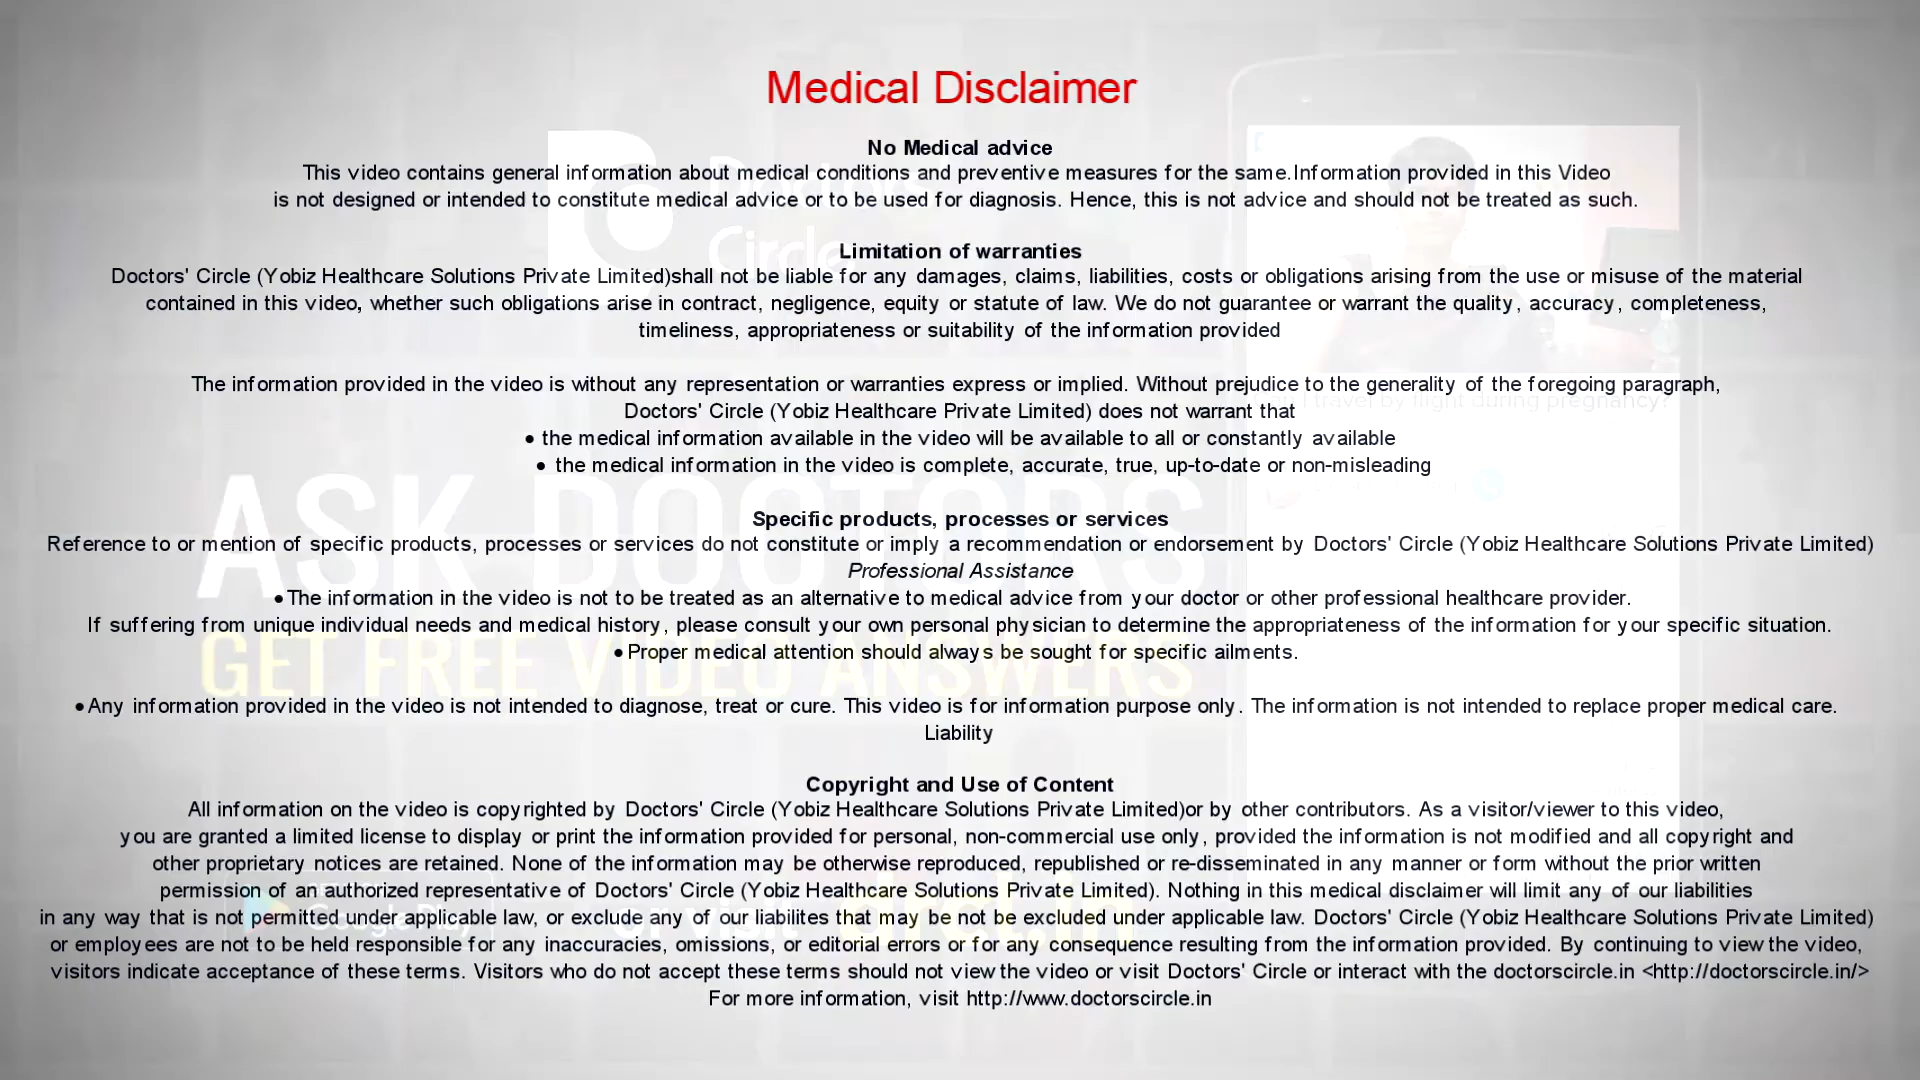 Medical Disclaimer
No Medical advice
This video contains general information about medical conditions and preventive measures for the same.Information provided in this Video
is not designed or intended to constitute medical advice or to be used for diagnosis. Hence, this is not advice and should not be treated as such.
Limitation of warranties
Doctors' Circle (Yobiz Healthcare Solutions Private Limited)shall not be liable for any damages, claims, liabilities, costs or obligations arising from the use or misuse of the material
contained in this video, whether such obligations arise in contract, negligence, equity or statute of law. We do not guarantee or warrant the quality, accuracy, completeness,
timeliness, appropriateness or suitability of the information provided
The information provided in the video is without any representation or warranties express or implied. Without prejudice to the generality of the foregoing paragraph,
Doctors' Circle (Yobiz Healthcare Private Limited) does not warrant that
• the medical information available in the video will be available to all or constantly available
• the medical information in the video is complete, accurate, true, up-to-date or non-misleading
Specific products, processes or services
Reference to or mention of specific products, processes or services do not constitute or imply a recommendation or endorsement by Doctors' Circle (Yobiz Healthcare Solutions Private Limited)
Professional Assistance
•The information in the video is not to be treated as an alternative to medical advice from your doctor or other professional healthcare provider.
If suffering from unique individual needs and medical history, please consult your own personal physician to determine the appropriateness of the information for your specific situation.
•Proper medical attention should always be sought for specific ailments.
•Any information provided in the video is not intended to diagnose, treat or cure. This video is for information purpose only. The information is not intended to replace proper medical care.
Liability
Copyright and Use of Content
All information on the video is copyrighted by Doctors' Circle (Yobiz Healthcare Solutions Private Limited)or by other contributors. As a visitor/viewer to this video,
you are granted a limited license to display or print the information provided for personal, non-commercial use only, provided the information is not modified and all copyright and
other proprietary notices are retained. None of the information may be otherwise reproduced, republished or re-disseminated in any manner or form without the prior written
permission of an authorized representative of Doctors' Circle (Yobiz Healthcare Solutions Private Limited). Nothing in this medical disclaimer will limit any of our liabilities
in any way that is not permitted under applicable law, or exclude any of our liabilites that may be not be excluded under applicable law. Doctors' Circle (Yobiz Healthcare Solutions Private Limited)
or employees are not to be held responsible for any inaccuracies, omissions, or editorial errors or for any consequence resulting from the information provided. By continuing to view the video,
visitors indicate acceptance of these terms. Visitors who do not accept these terms should not view the video or visit Doctors' Circle or interact with the doctorscircle.in <http://doctorscircle.in/>
For more information, visit http://www.doctorscircle.in
Doctors'
Circle
I travel by flight during pregnancy?
ASK DOCTORS
GET FREE VIDEO ANSWERS
Google Play
or visit drcl.in